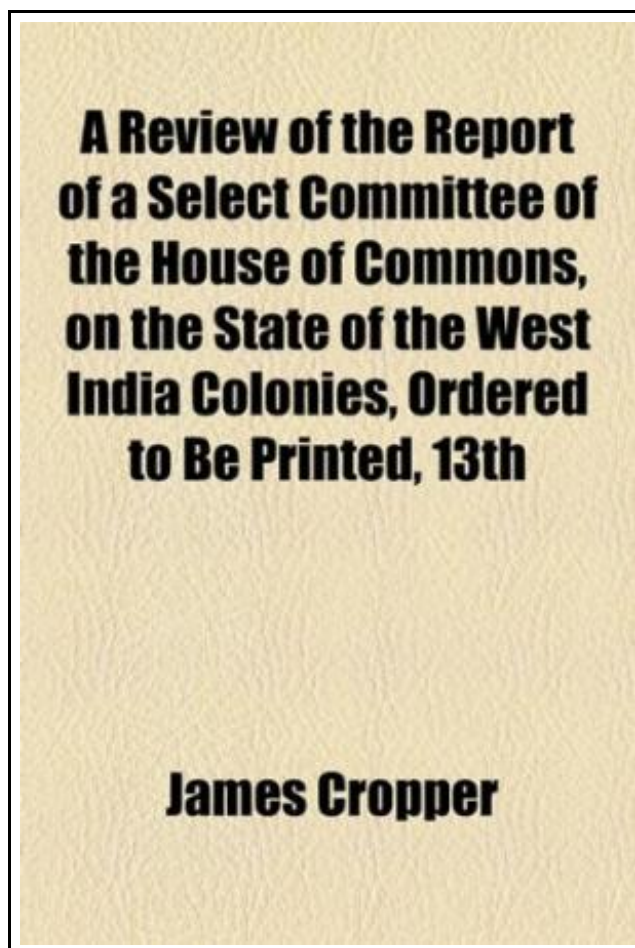 A Review of the Report
of a Select Committee of
the House of Commons,
on the State of the West
India Colonies, Ordered
to Be Printed, 13th
James Cropper